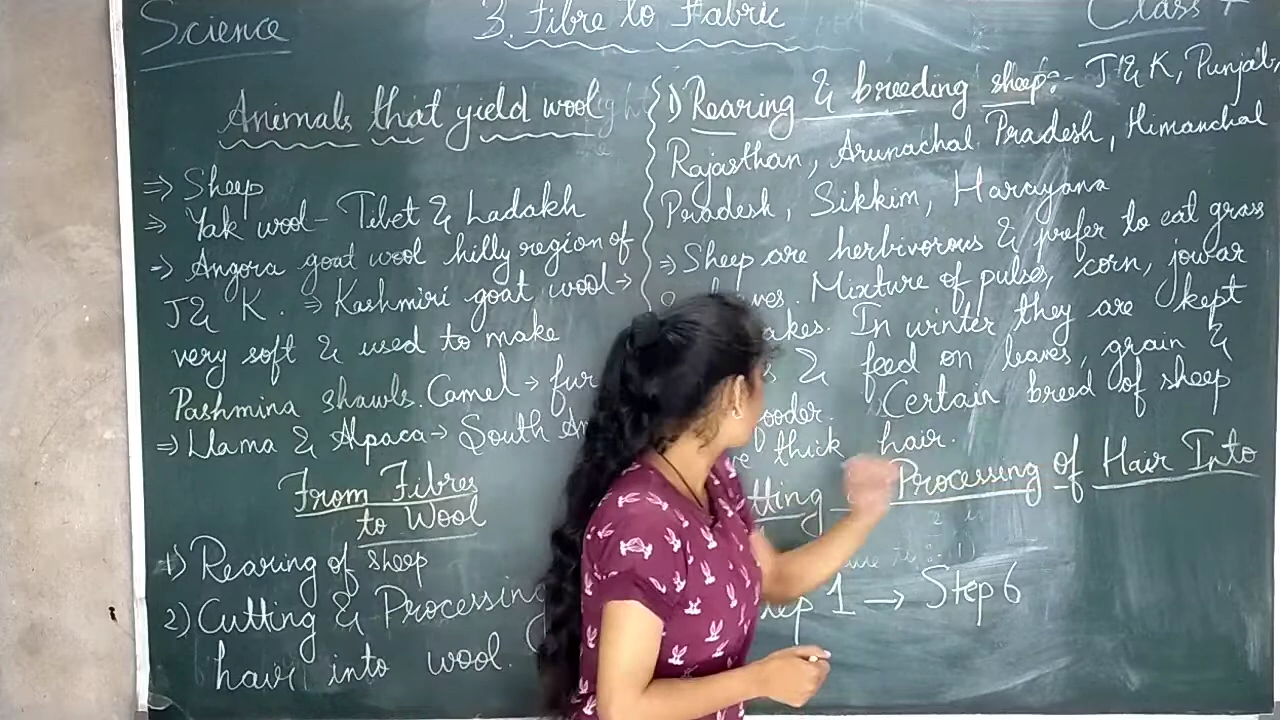 Science
3. Fibre to Fabric
Class 7
Animals that yield wool
⇒ Sheep
⇒ Yak wool - Tibet & Ladakh
→ Angora goat wool hilly region of
J & K. ⇒ Kashmiri goat wool →
very soft & used to make
Pashmina shawls. Camel → fur
⇒ Llama & Alpaca → South
From Fibres
to Wool
1) Rearing of sheep
2) Cutting & Processing
hair into wool.
1) Rearing & breeding sheep:- J & K, Punjab,
Rajasthan, Arunachal Pradesh, Himanchal
Pradesh, Sikkim, Harayana
⇒ Sheep are herbivorous & prefer to eat grass
Mixture of pulses, corn, jowar
In winter they are kept
& feed on leaves, grain &
Certain breed of sheep
thick hair.
Processing of Hair Into
1 → Step 6